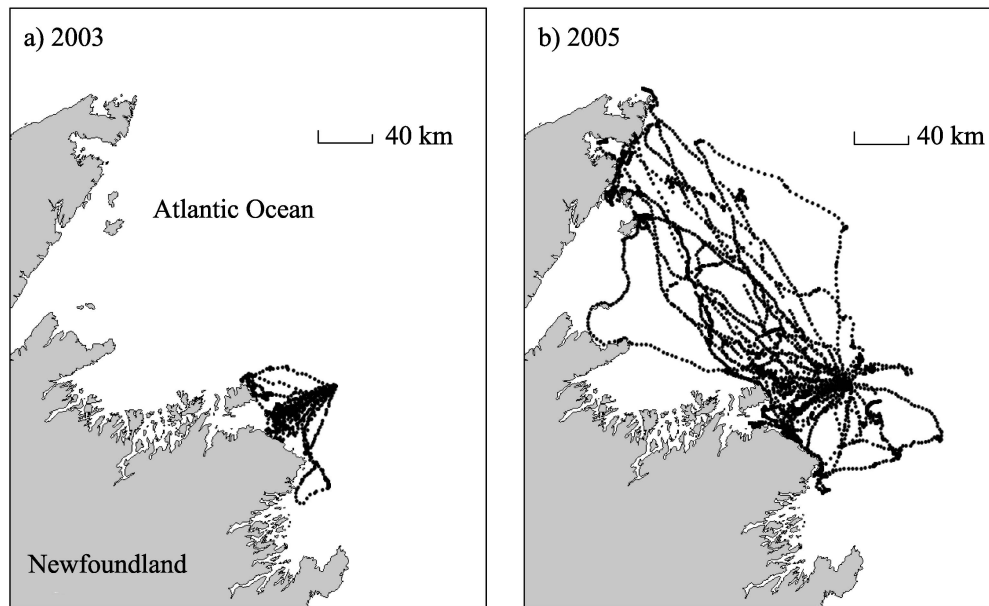 a) 2003
40 km
Atlantic Ocean
Newfoundland
b) 2005
40 km